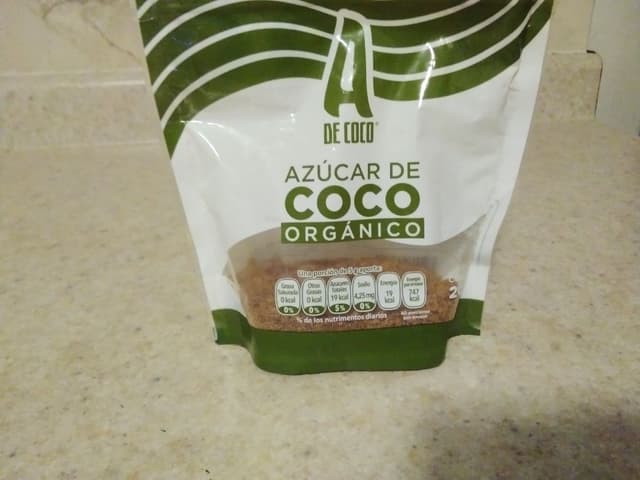 A
DE COCO®
AZÚCAR DE
COCO
ORGÁNICO
Una porción de 5 g aporta:
Grasa Saturada 0 kcal 0%
Otras Grasas 0 kcal 0%
Azúcares Totales 19 kcal 5%
Sodio 4,25 mg 0%
Energía 19 kcal
Energía por envase 747 kcal
% de los nutrimentos diarios